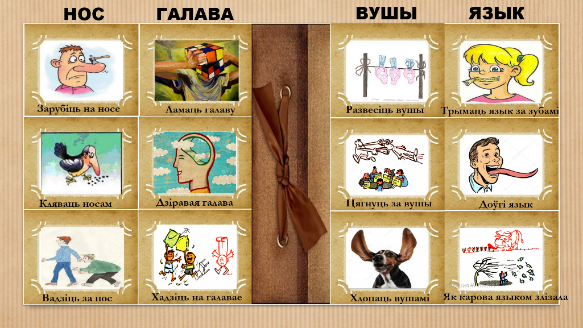 НОС
ГАЛАВА
ВУШЫ
ЯЗЫК
Зарубіць на носе
Ламаць галаву
Развесіць вушы
Трымаць язык за зубамі
Кляваць носам
Дзіравая галава
Цягнуць за вушы
Доўгі язык
Вадзіць за нос
Хадзіць на галаве
Хлопаць вушамі
Як карова языком злізала